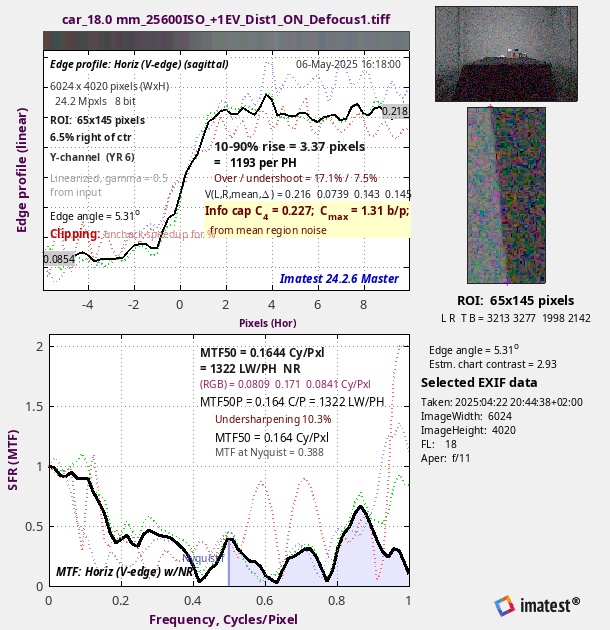 car_18.0 mm_25600ISO_+1EV_Dist1_ON_Defocus1.tiff
Edge profile: Horiz (V-edge) (sagittal)
06-May-2025 16:18:00
6024 x 4020 pixels (WxH)
24.2 Mpxls   8 bit
ROI:  65x145 pixels
6.5% right of ctr
Y-channel  (YR 6)
Linearized, gamma = 0.5
from input
Edge angle = 5.31º
Clipping: uncheck speedup for %
0.0854
0.218
10-90% rise = 3.37 pixels
=  1193 per PH
Over / undershoot = 17.1% /  7.5%
V(L,R,mean,Δ) = 0.216  0.0739  0.143  0.145
Info cap C4 = 0.227;  Cmax = 1.31 b/p;
from mean region noise
Imatest 24.2.6 Master
Edge profile (linear)
-4 -2 0 2 4 6 8
Pixels (Hor)
ROI:  65x145 pixels
L R  T B = 3213 3277  1998 2142
Edge angle = 5.31º
Estm. chart contrast = 2.93
Selected EXIF data
Taken: 2025:04:22 20:44:38+02:00
ImageWidth:  6024
ImageHeight:  4020
FL:   18
Aper:  f/11
MTF50 = 0.1644 Cy/Pxl
= 1322 LW/PH  NR
(RGB) = 0.0809  0.171  0.0841 Cy/Pxl
MTF50P = 0.164 C/P = 1322 LW/PH
Undersharpening 10.3%
MTF50 = 0.164 Cy/Pxl
MTF at Nyquist = 0.388
Nyquist
MTF: Horiz (V-edge) w/NR
SFR (MTF)
2
1.5
1
0.5
0
0 0.2 0.4 0.6 0.8 1
Frequency, Cycles/Pixel
imatest®